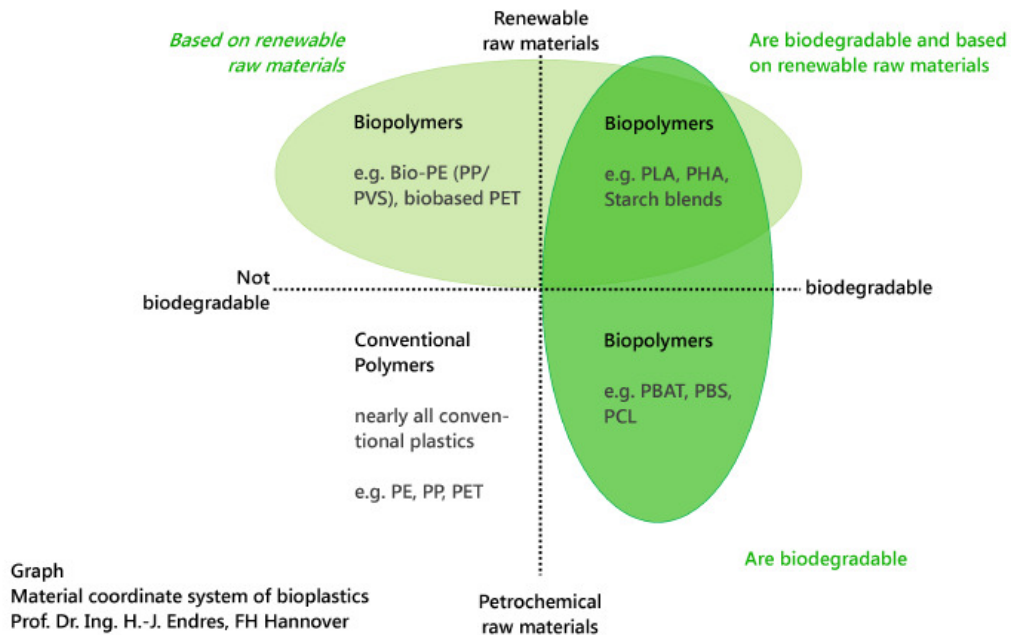 Renewable
raw materials
Based on renewable
raw materials
Are biodegradable and based
on renewable raw materials
Biopolymers
e.g. Bio-PE (PP/
PVS), biobased PET
Biopolymers
e.g. PLA, PHA,
Starch blends
Not
biodegradable
biodegradable
Conventional
Polymers
nearly all conven-
tional plastics
e.g. PE, PP, PET
Biopolymers
e.g. PBAT, PBS,
PCL
Are biodegradable
Graph
Material coordinate system of bioplastics
Prof. Dr. Ing. H.-J. Endres, FH Hannover
Petrochemical
raw materials